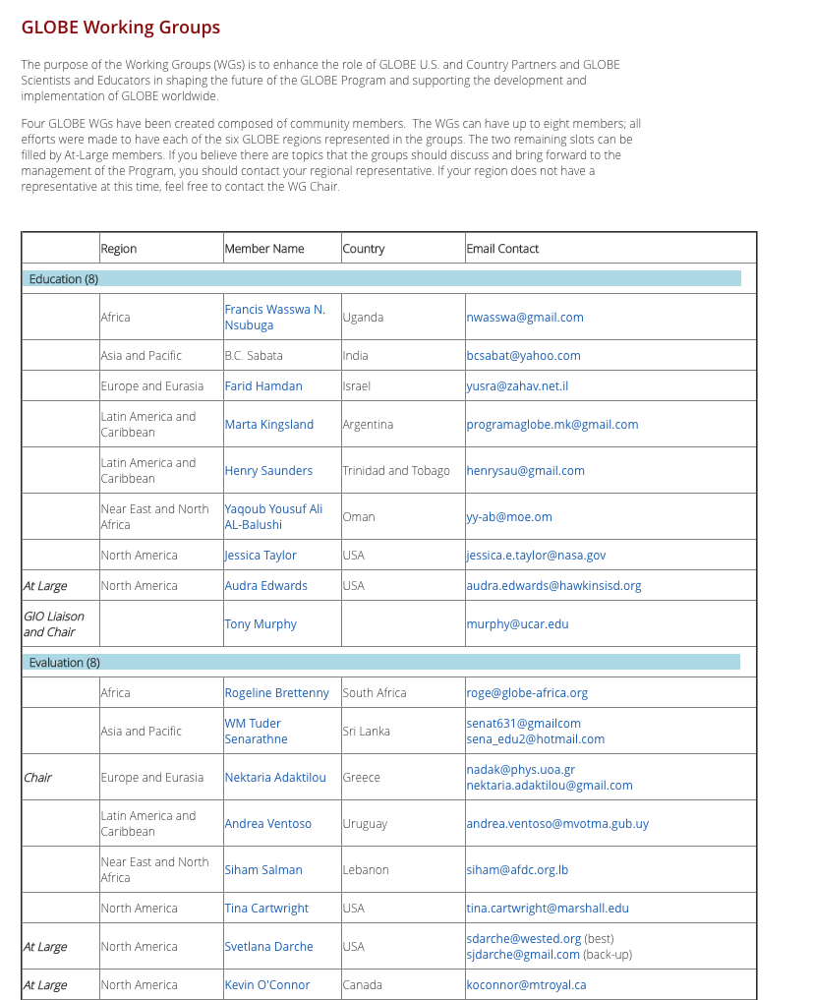 GLOBE Working Groups
The purpose of the Working Groups (WGs) is to enhance the role of GLOBE U.S. and Country Partners and GLOBE
Scientists and Educators in shaping the future of the GLOBE Program and supporting the development and
implementation of GLOBE worldwide.
Four GLOBE WGs have been created composed of community members.  The WGs can have up to eight members; all
efforts were made to have each of the six GLOBE regions represented in the groups. The two remaining slots can be
filled by At-Large members. If you believe there are topics that the groups should discuss and bring forward to the
management of the Program, you should contact your regional representative. If your region does not have a
representative at this time, feel free to contact the WG Chair.
Region Member Name Country Email Contact
Education (8)
Africa Francis Wasswa N. Uganda nwasswa@gmail.com
Nsubuga
Asia and Pacific B.C. Sabata India bcsabat@yahoo.com
Europe and Eurasia Farid Hamdan Israel yusra@zahav.net.il
Latin America and Marta Kingsland Argentina programaglobe.mk@gmail.com
Caribbean
Latin America and Henry Saunders Trinidad and Tobago henrysau@gmail.com
Caribbean
Near East and North Yaqoub Yousuf Ali Oman yy-ab@moe.om
Africa AL-Balushi
North America Jessica Taylor USA jessica.e.taylor@nasa.gov
At Large North America Audra Edwards USA audra.edwards@hawkinsisd.org
GIO Liaison Tony Murphy murphy@ucar.edu
and Chair
Evaluation (8)
Africa Rogeline Brettenny South Africa roge@globe-africa.org
Asia and Pacific WM Tuder Sri Lanka senat631@gmailcom
Senarathne sena_edu2@hotmail.com
Chair Europe and Eurasia Nektaria Adaktilou Greece nadak@phys.uoa.gr
nektaria.adaktilou@gmail.com
Latin America and Andrea Ventoso Uruguay andrea.ventoso@mvotma.gub.uy
Caribbean
Near East and North Siham Salman Lebanon siham@afdc.org.lb
Africa
North America Tina Cartwright USA tina.cartwright@marshall.edu
At Large North America Svetlana Darche USA sdarche@wested.org (best)
sjdarche@gmail.com (back-up)
At Large North America Kevin O'Connor Canada koconnor@mtroyal.ca